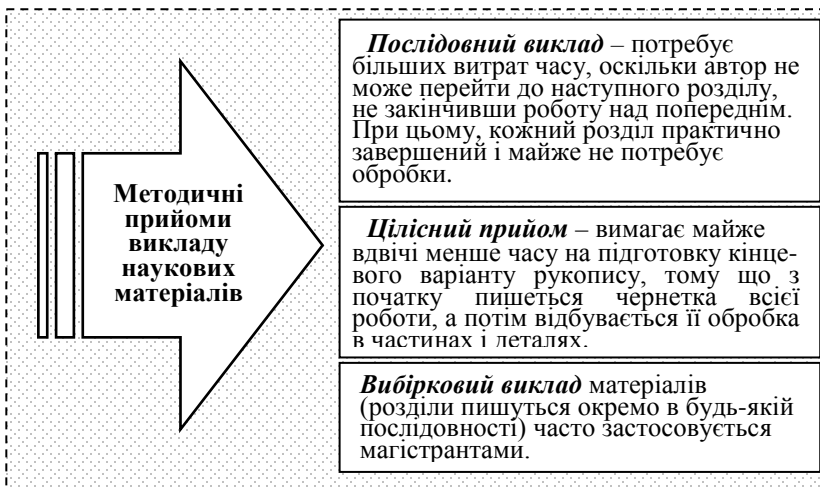 Методичні
прийоми
викладу
наукових
матеріалів
Послідовний виклад – потребує
більших витрат часу, оскільки автор не
може перейти до наступного розділу,
не закінчивши роботу над попереднім.
При цьому, кожний розділ практично
завершений і майже не потребує
обробки.
Цілісний прийом – вимагає майже
вдвічі менше часу на підготовку кінце-
вого варіанту рукопису, тому що з
початку пишеться чернетка всієї
роботи, а потім відбувається її обробка
в частинах і деталях.
Вибірковий виклад матеріалів
(розділи пишуться окремо в будь-якій
послідовності) часто застосовується
магістрантами.